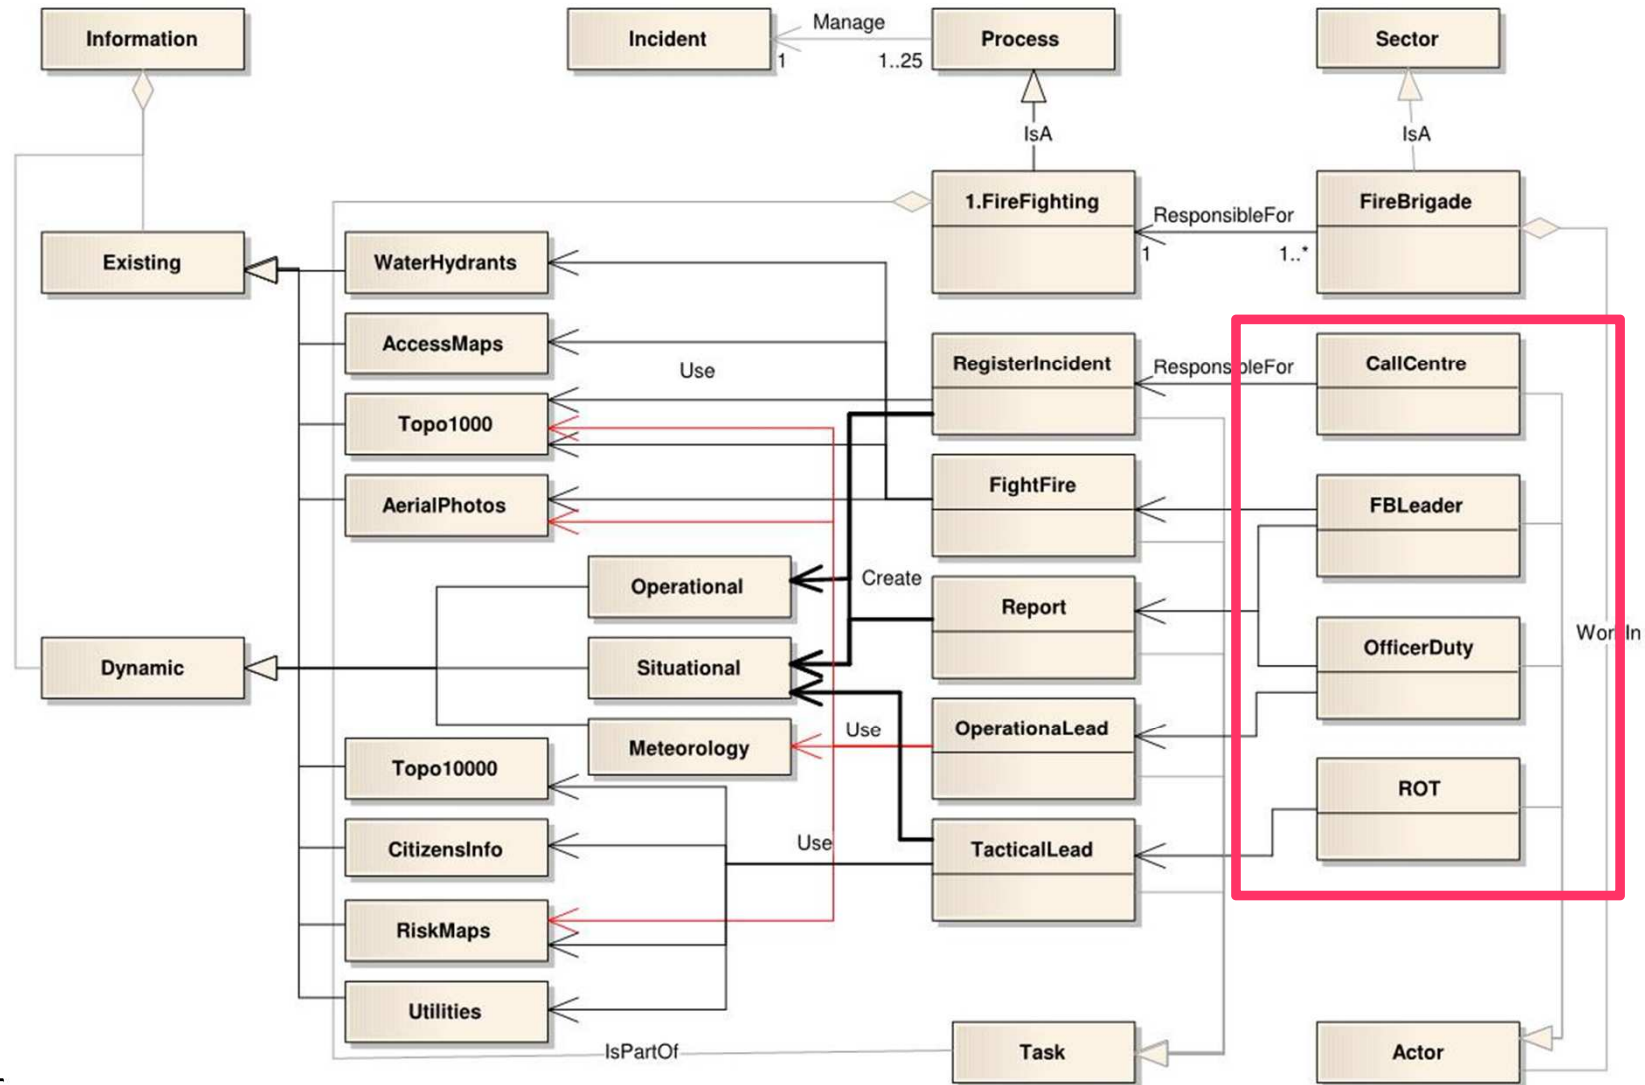 Information
Incident
Manage
1
1..25
Process
Sector
IsA
IsA
1.FireFighting
ResponsibleFor
1
1..*
FireBrigade
Existing
WaterHydrants
AccessMaps
Use
RegisterIncident
ResponsibleFor
CallCentre
Topo1000
AerialPhotos
FightFire
FBLeader
Operational
Create
Report
OfficerDuty
Dynamic
Situational
Meteorology
Use
OperationaLead
Topo10000
ROT
CitizensInfo
Use
TacticalLead
RiskMaps
Utilities
IsPartOf
Task
Actor